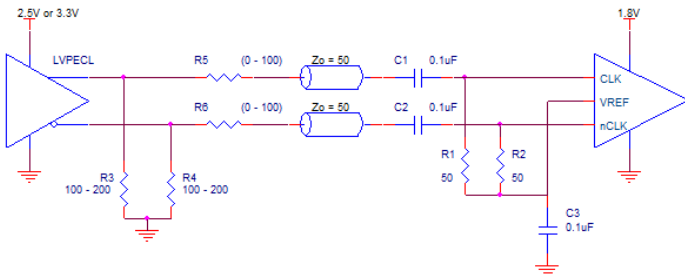 2.5V or 3.3V
1.8V
LVPECL
R5
(0 - 100)
Zo = 50
C1
0.1uF
CLK
R6
(0 - 100)
Zo = 50
C2
0.1uF
VREF
nCLK
R3
100 - 200
R4
100 - 200
R1
50
R2
50
C3
0.1uF